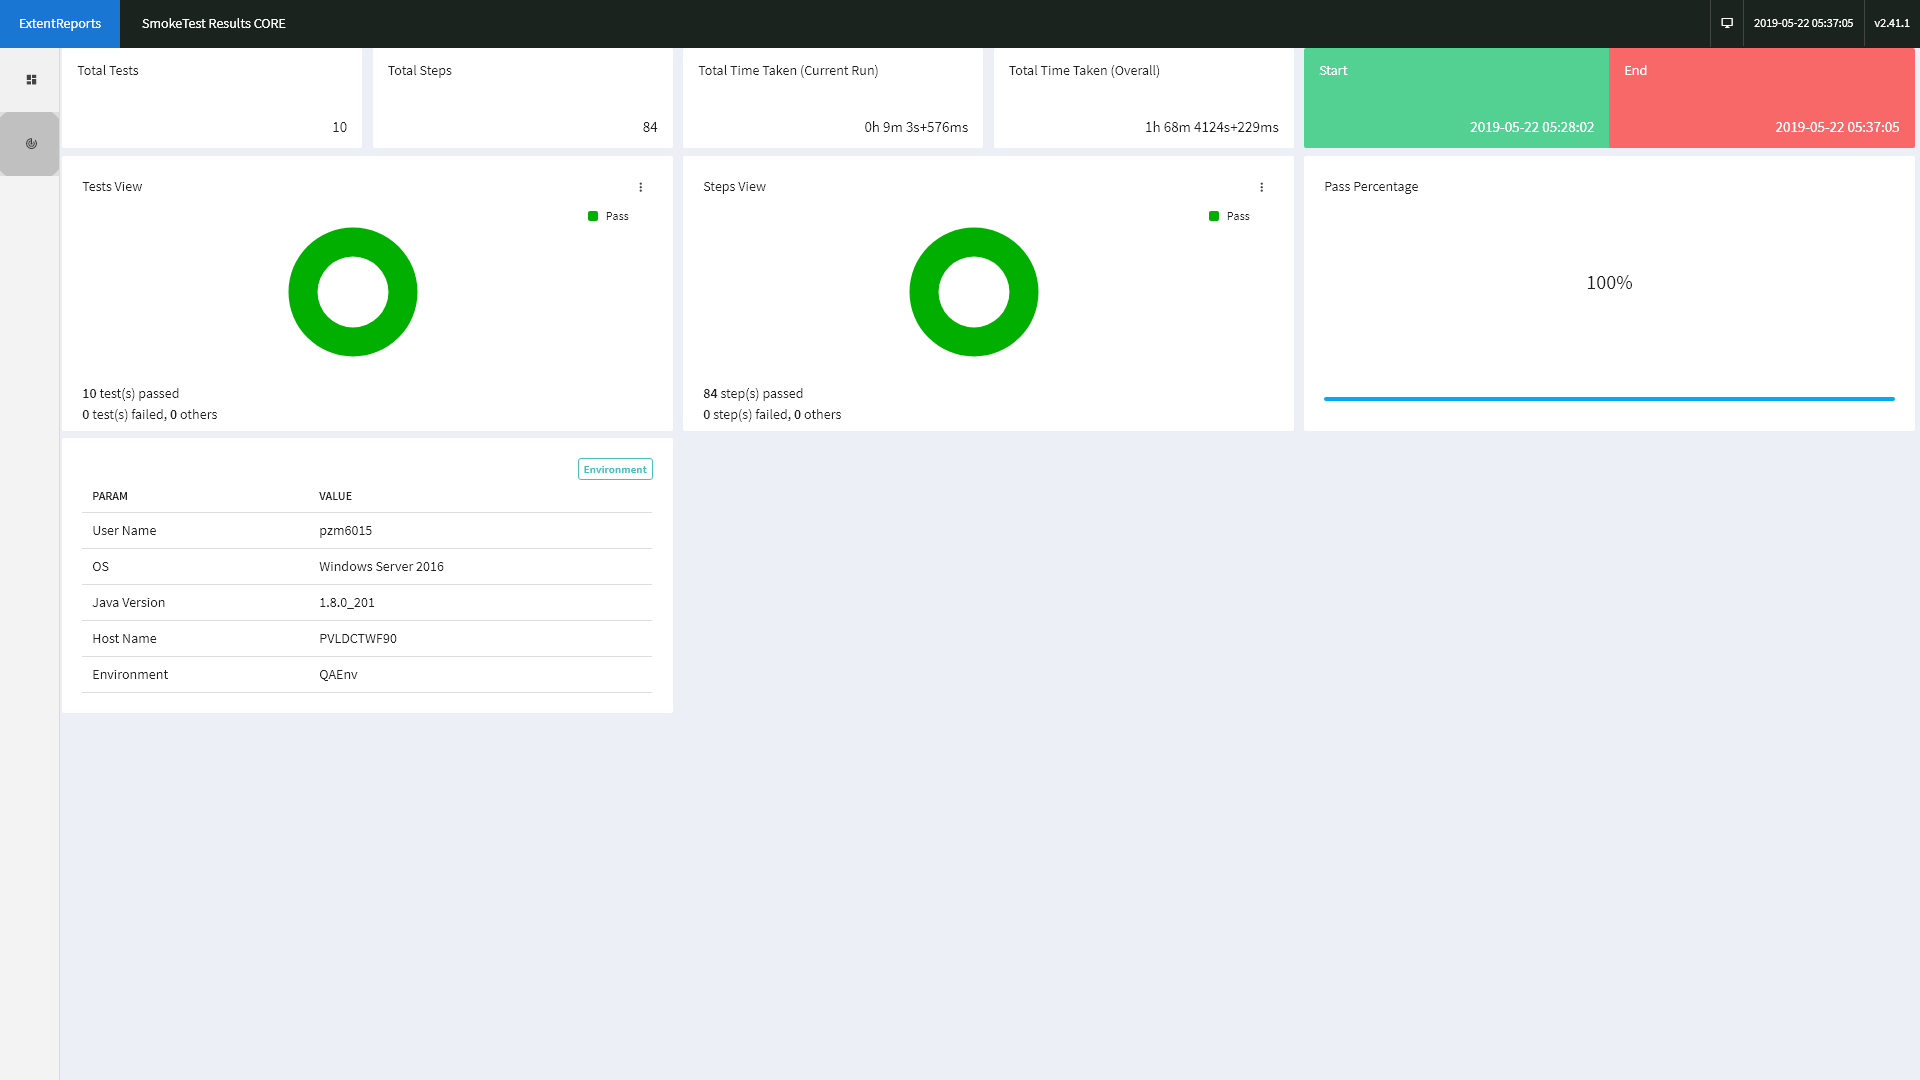 ExtentReports
SmokeTest Results CORE
2019-05-22 05:37:05
v2.41.1
Total Tests
10
Total Steps
84
Total Time Taken (Current Run)
0h 9m 3s+576ms
Total Time Taken (Overall)
1h 68m 4124s+229ms
Start
2019-05-22 05:28:02
End
2019-05-22 05:37:05
Tests View
Pass
10 test(s) passed
0 test(s) failed, 0 others
Steps View
Pass
84 step(s) passed
0 step(s) failed, 0 others
Pass Percentage
100%
Environment
PARAM VALUE
User Name pzm6015
OS Windows Server 2016
Java Version 1.8.0_201
Host Name PVLDCTWF90
Environment QAEnv